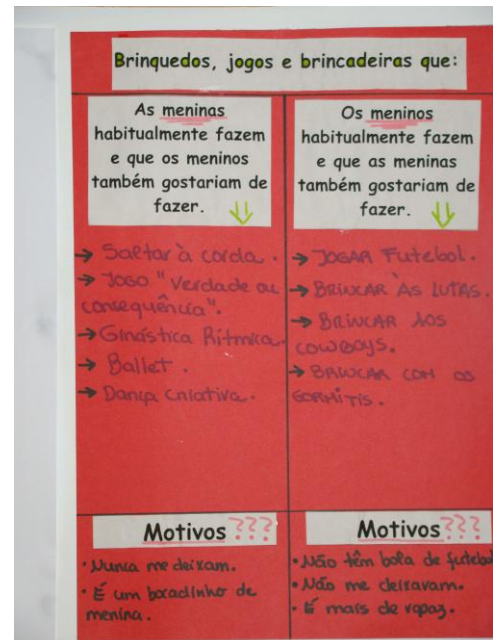 Brinquedos, jogos e brincadeiras que:
As meninas
habitualmente fazem
e que os meninos
também gostariam de
fazer.
→ Saltar à corda.
→ Jogo "Verdade ou
consequência".
→ Ginástica Rítmica.
→ Ballet.
→ Dança criativa.
Os meninos
habitualmente fazem
e que as meninas
também gostariam de
fazer.
→ JOGAR Futebol.
→ BRINCAR ÀS LUTAS.
→ BRINCAR AOS
COWBOYS.
→ BRINCAR COM OS
GORMITIS.
Motivos ???
• Nunca me deixam.
• É um bocadinho de
menina.
Motivos ???
• Não têm bola de futebol
• Não me deixavam.
• É mais de rapaz.